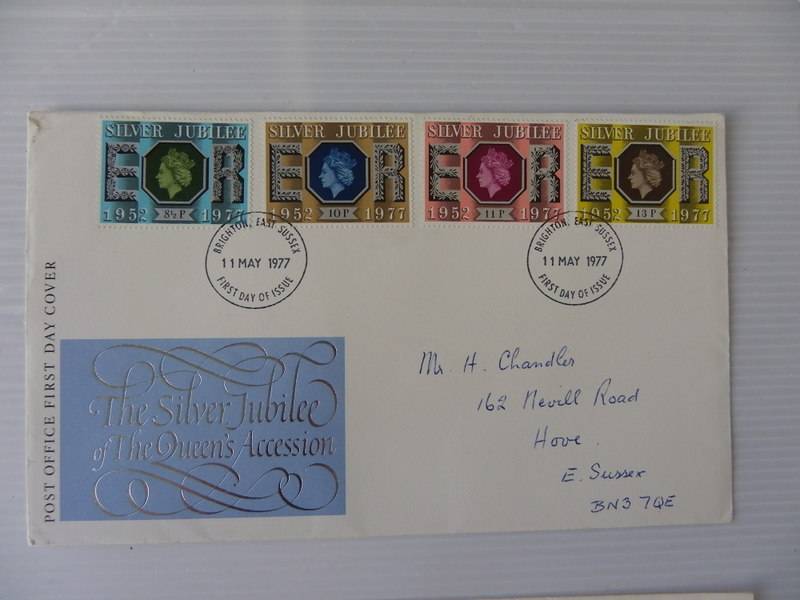 SILVER JUBILEE
E R
1952 8½P 1977
SILVER JUBILEE
E R
1952 10P 1977
SILVER JUBILEE
E R
1952 11P 1977
SILVER JUBILEE
E R
1952 13P 1977
BRIGHTON, EAST SUSSEX
11 MAY 1977
FIRST DAY OF ISSUE
BRIGHTON, EAST SUSSEX
11 MAY 1977
FIRST DAY OF ISSUE
POST OFFICE FIRST DAY COVER
The Silver Jubilee
of The Queen's Accession
Mr. H. Chandler
162 Nevill Road
Hove.
E. Sussex
BN3 7QE